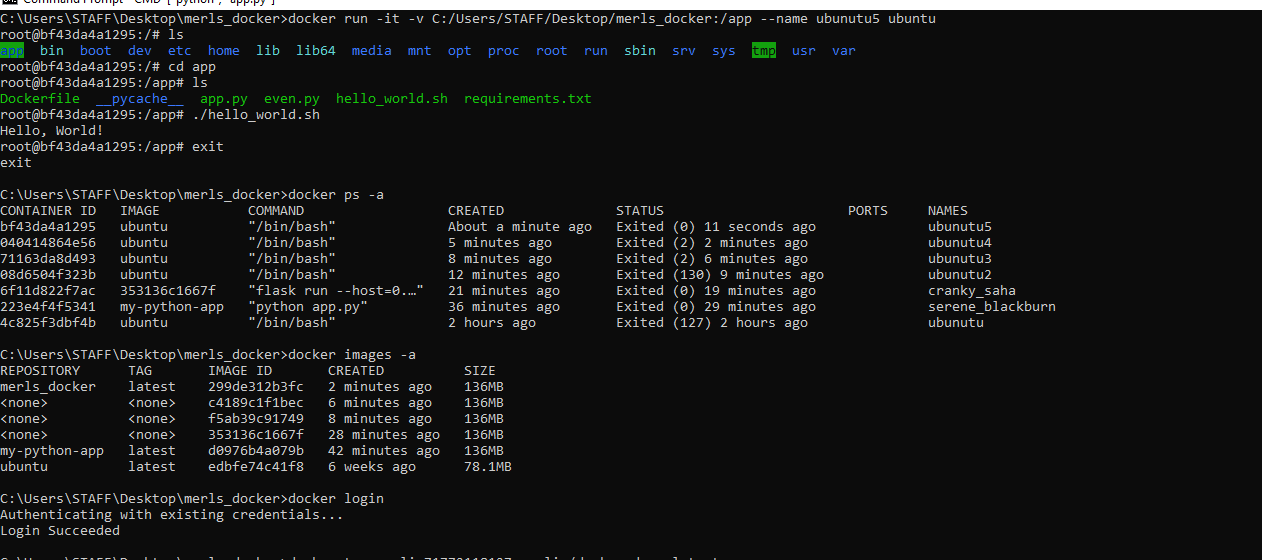 Command Prompt - CMD ["python", "app.py"]
docker run -it -v C:/Users/STAFF/Desktop/merls_docker:/app --name ubunutu5 ubuntu
root@bf43da4a1295:/# ls
app bin boot dev etc home lib lib64 media mnt opt proc root run sbin srv sys tmp usr var
root@bf43da4a1295:/# cd app
root@bf43da4a1295:/app# ls
Dockerfile __pycache__ app.py even.py hello_world.sh requirements.txt
root@bf43da4a1295:/app# ./hello_world.sh
Hello, World!
root@bf43da4a1295:/app# exit
exit
C:\Users\STAFF\Desktop\merls_docker>docker ps -a
CONTAINER ID IMAGE COMMAND CREATED STATUS PORTS NAMES
bf43da4a1295 ubuntu "/bin/bash" About a minute ago Exited (0) 11 seconds ago ubunutu5
040414864e56 ubuntu "/bin/bash" 5 minutes ago Exited (2) 2 minutes ago ubunutu4
71163da8d493 ubuntu "/bin/bash" 8 minutes ago Exited (2) 6 minutes ago ubunutu3
08d6504f323b ubuntu "/bin/bash" 12 minutes ago Exited (130) 9 minutes ago ubunutu2
6f11d822f7ac 353136c1667f "flask run --host=0.…" 21 minutes ago Exited (0) 19 minutes ago cranky_saha
223e4f4f5341 my-python-app "python app.py" 36 minutes ago Exited (0) 29 minutes ago serene_blackburn
4c825f3dbf4b ubuntu "/bin/bash" 2 hours ago Exited (127) 2 hours ago ubunutu
C:\Users\STAFF\Desktop\merls_docker>docker images -a
REPOSITORY TAG IMAGE ID CREATED SIZE
merls_docker latest 299de312b3fc 2 minutes ago 136MB
<none> <none> c4189c1f1bec 6 minutes ago 136MB
<none> <none> f5ab39c91749 8 minutes ago 136MB
<none> <none> 353136c1667f 28 minutes ago 136MB
my-python-app latest d0976b4a079b 42 minutes ago 136MB
ubuntu latest edbfe74c41f8 6 weeks ago 78.1MB
C:\Users\STAFF\Desktop\merls_docker>docker login
Authenticating with existing credentials...
Login Succeeded